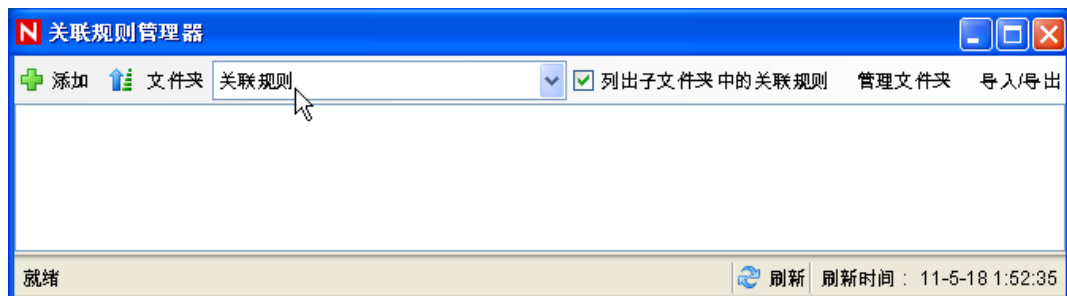 N 关联规则管理器
添加 文件夹 关联规则 列出子文件夹中的关联规则 管理文件夹 导入/导出
就绪 刷新 刷新时间: 11-5-18 1:52:35